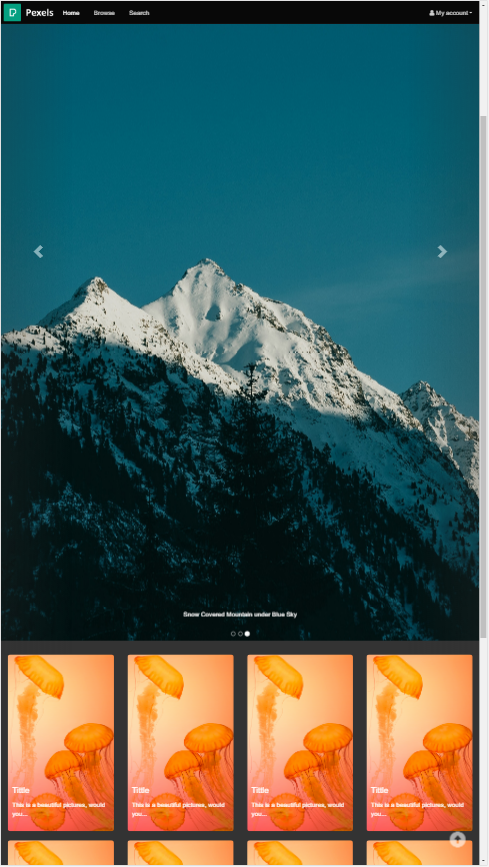 Pexels Home Browse Search My account
Snow Covered Mountain under Blue Sky
Tittle Tittle Tittle Tittle
This is a beautiful pictures, would This is a beautiful pictures, would This is a beautiful pictures, would This is a beautiful pictures, would
you... you... you... you...